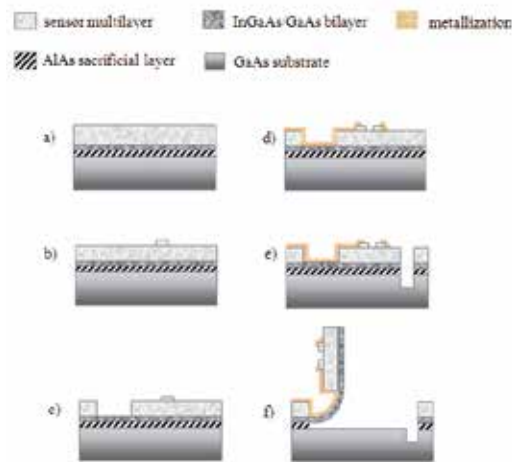 sensor multilayer
InGaAs GaAs bilayer
metallization
AlAs sacrificial layer
GaAs substrate
a)
d)
b)
e)
c)
f)